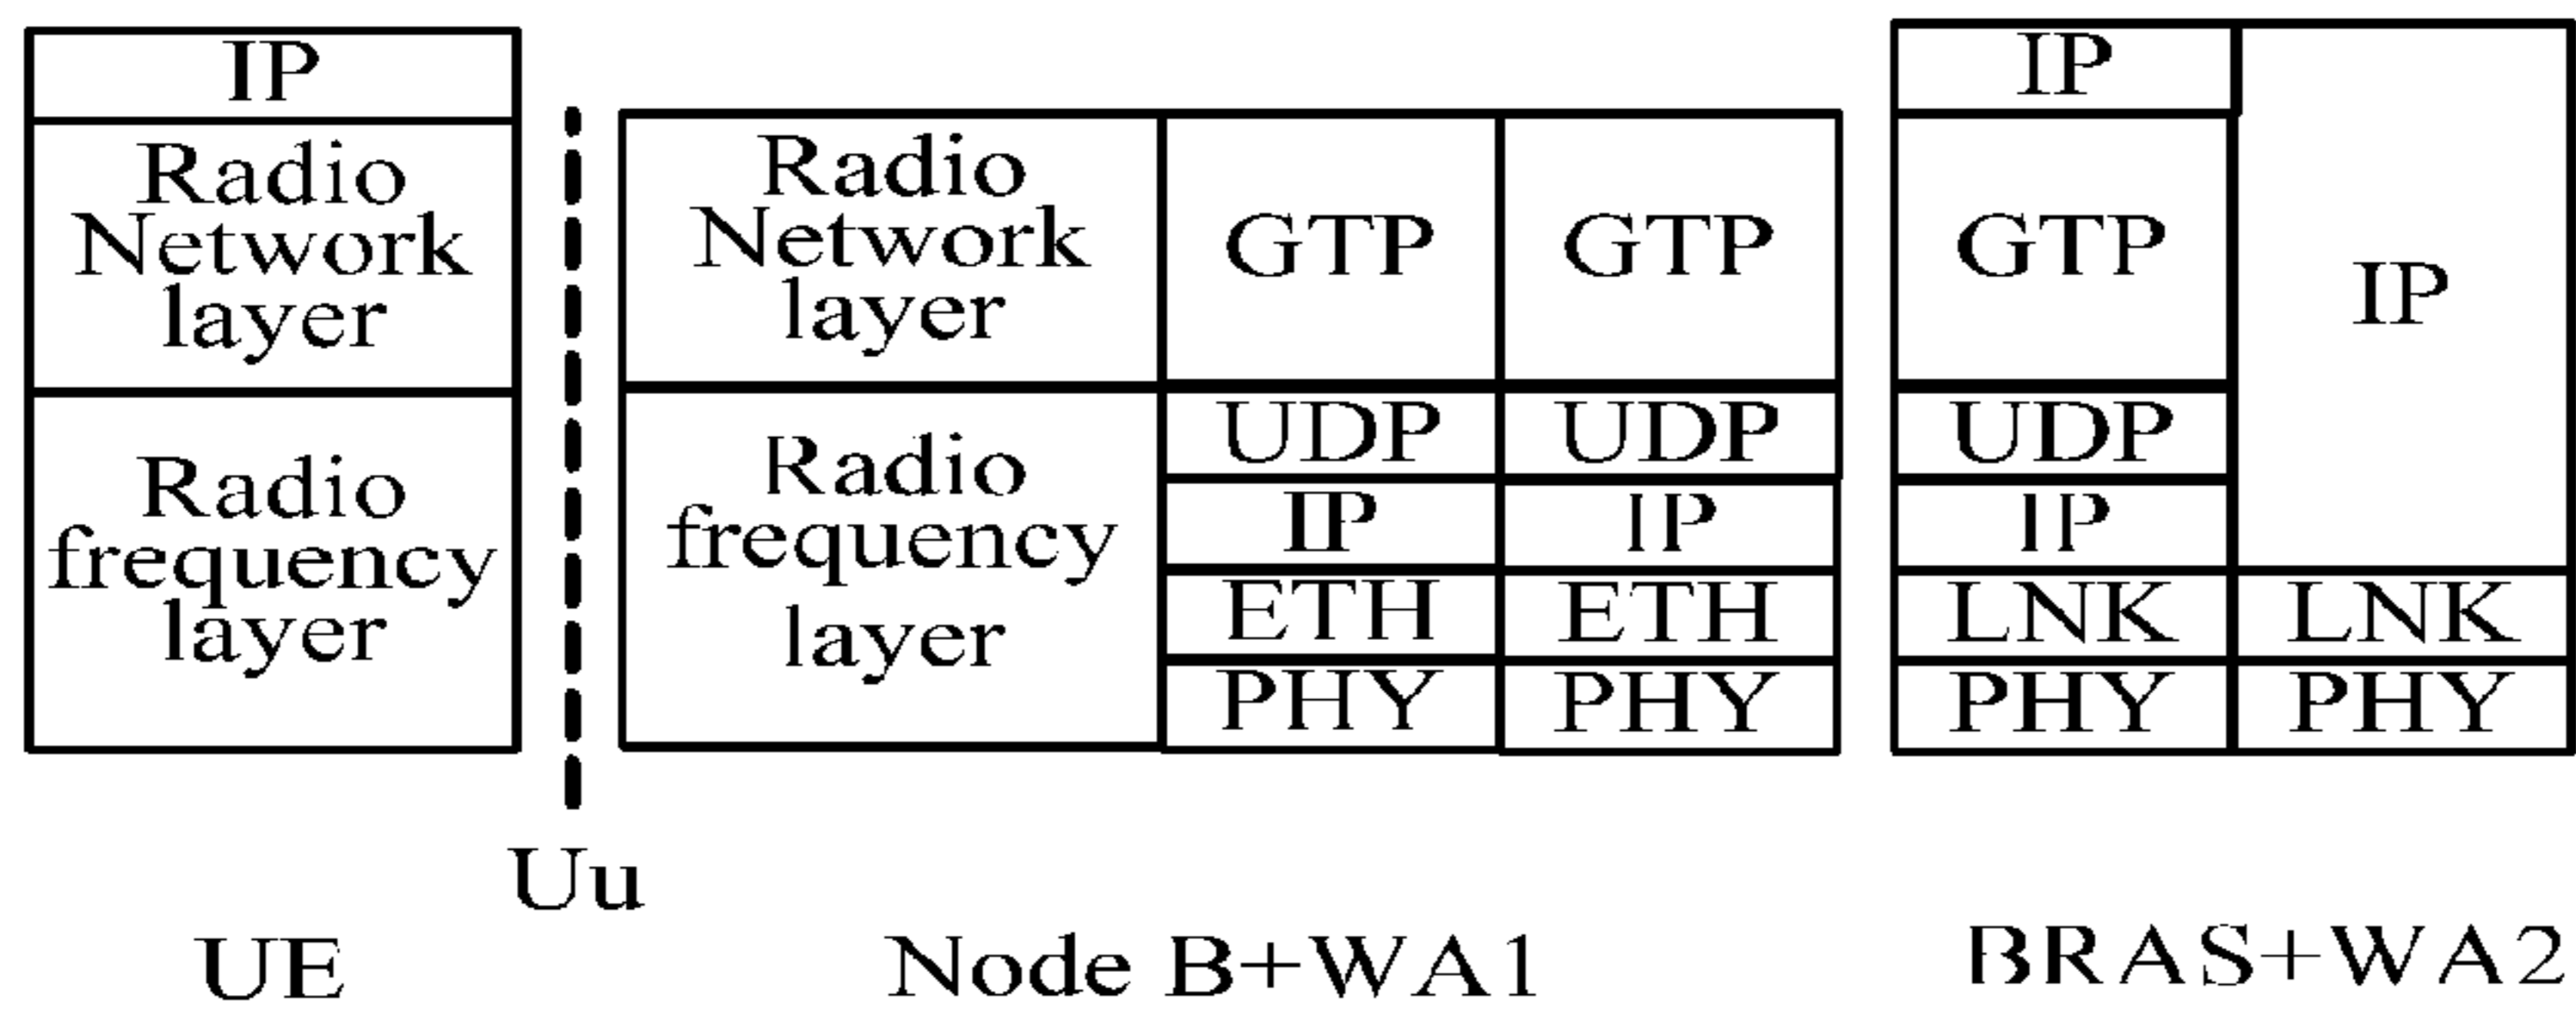 IP
Radio
Network
layer
Radio
frequency
layer
UE
Uu
Radio
Network
layer
Radio
frequency
layer
GTP
UDP
IP
ETH
PHY
GTP
UDP
IP
ETH
PHY
Node B+WA1
IP
GTP
UDP
IP
LNK
PHY
IP
LNK
PHY
BRAS+WA2